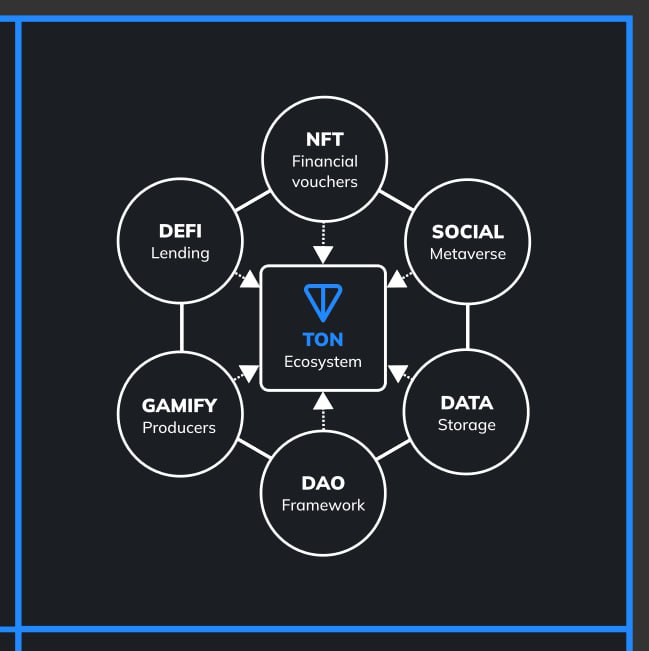 NFT
Financial
vouchers
DEFI
Lending
SOCIAL
Metaverse
TON
Ecosystem
GAMIFY
Producers
DATA
Storage
DAO
Framework